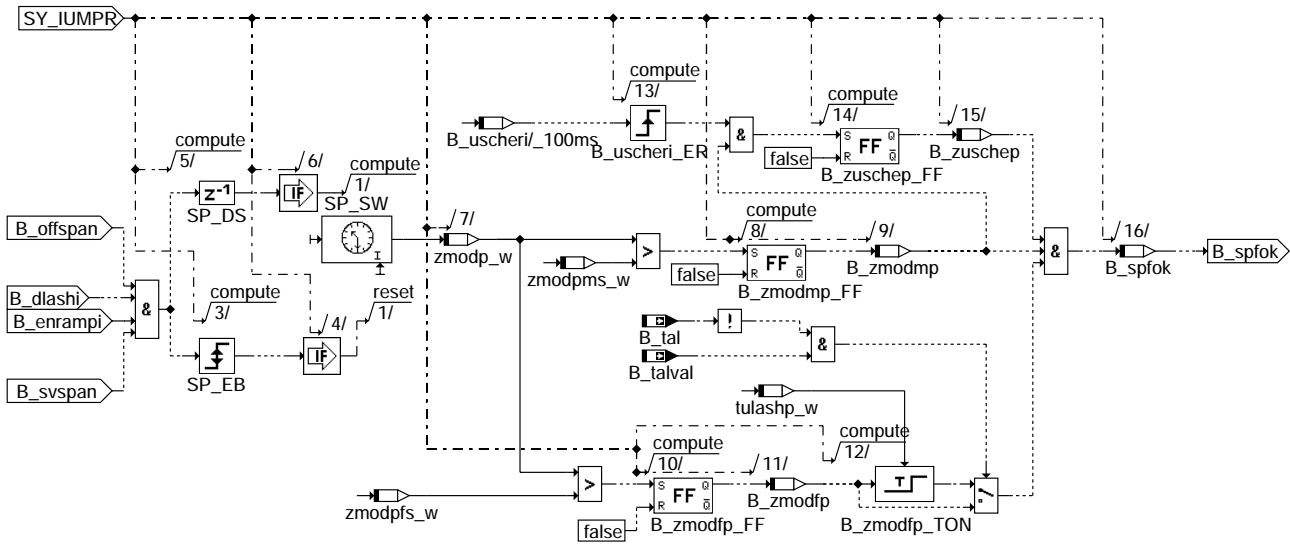 SY_IUMPR
compute
13/
compute
14/
15/
B_uscheri/_100ms
B_uscheri_ER
&
S
Q
FF
R
Q
false
B_zuschep_FF
B_zuschep
compute
5/
6/
compute
1/
z-1
SP_DS
IF
SP_SW
I
7/
zmodp_w
compute
8/
9/
>
zmodpms_w
S
Q
FF
R
Q
false
B_zmodmp_FF
B_zmodmp
&
16/
B_spfok
B_spfok
B_offspan
B_dlashi
B_enrampi
B_svspan
&
compute
3/
4/
reset
1/
SP_EB
IF
B_tal
!
B_talval
&
tulashp_w
compute
10/
11/
compute
12/
zmodpfs_w
>
S
Q
FF
R
Q
false
B_zmodfp_FF
B_zmodfp
T
B_zmodfp_TON